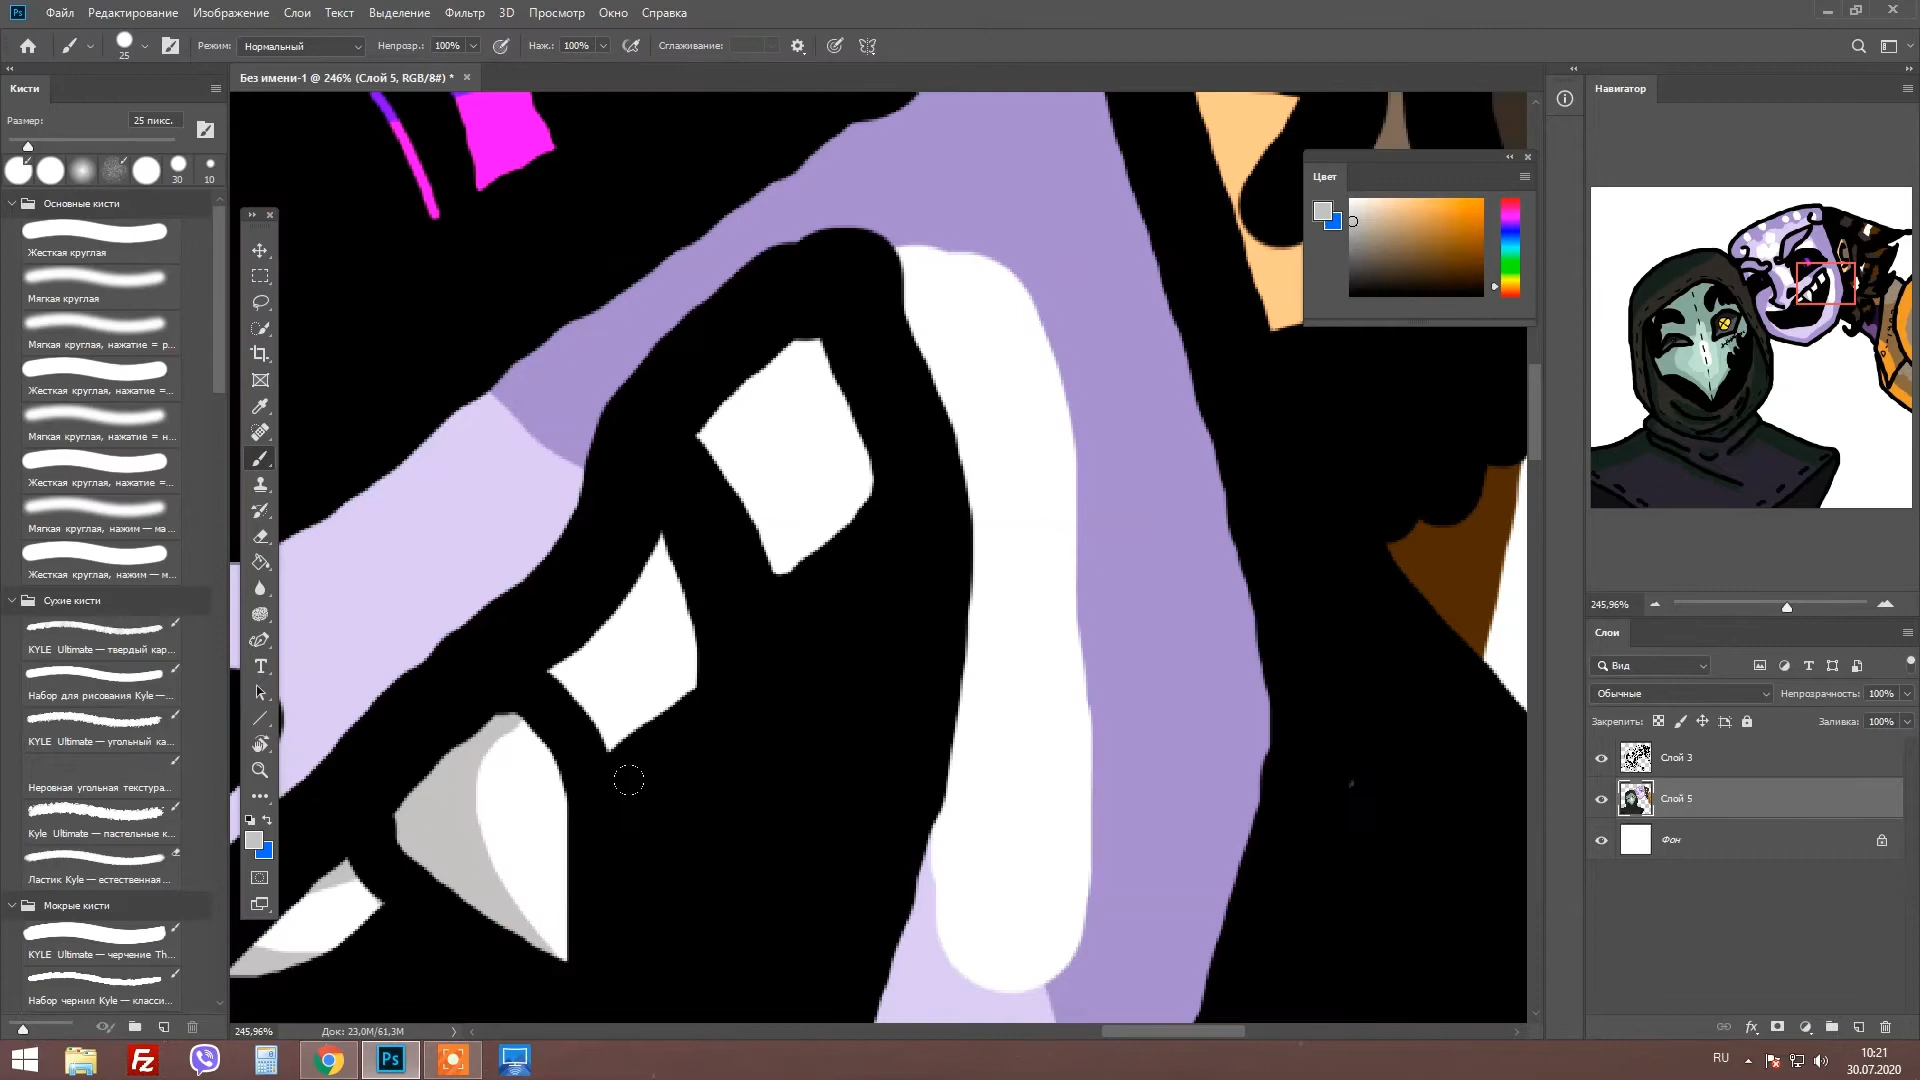 Ps Файл Редактирование Изображение Слои Текст Выделение Фильтр 3D Просмотр Окно Справка
25 Режим: Нормальный Непрозр.: 100% Наж.: 100% Сглаживание:
Кисти
Без имени-1 @ 246% (Слой 5, RGB/8#) *
Навигатор
Размер: 25 пикс.
30 10
Цвет
Основные кисти
Жесткая круглая
Мягкая круглая
Мягкая круглая, нажатие = р...
Жесткая круглая, нажатие =...
Мягкая круглая, нажатие = н...
Жесткая круглая, нажатие =...
Мягкая круглая, нажим — ма...
Жесткая круглая, нажим — м...
Сухие кисти
KYLE Ultimate — твердый кар...
Набор для рисования Kyle —...
KYLE Ultimate — угольный ка...
Неровная угольная текстура...
Kyle Ultimate — пастельные к...
Ластик Kyle — естественная...
Мокрые кисти
KYLE Ultimate — черчение Th...
Набор чернил Kyle — класси...
245,96%
Слои
Вид
Обычные Непрозрачность: 100%
Закрепить: Заливка: 100%
Слой 3
Слой 5
Фон
fx
245,96% Док: 23,0M/61,3M
Fz Ps RU 10:21
30.07.2020